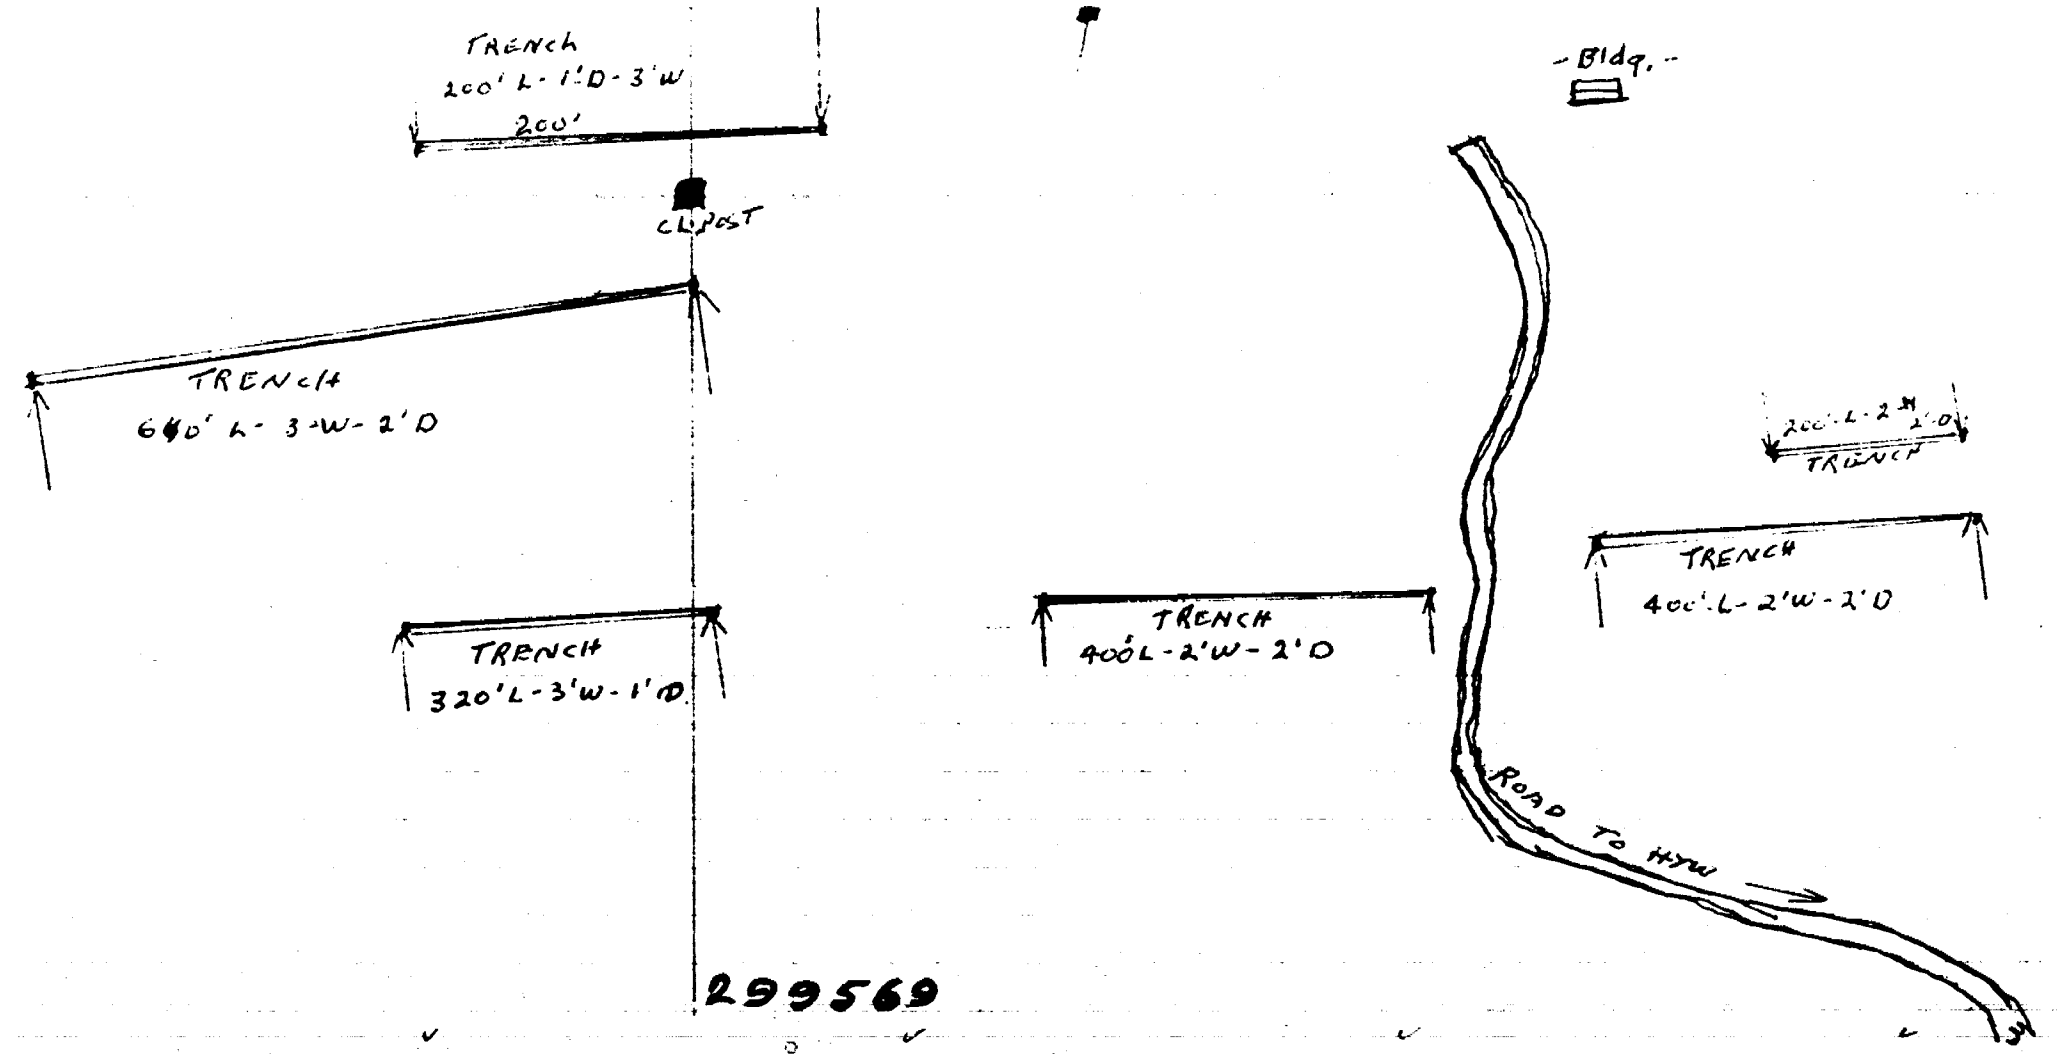 TRENCH
200' L - 1' D - 3' W
200'
- Bldg. -
CL POST
TRENCH
L - 3 - W - 2' D
200' - L - 2
2' D
TRENCH
TRENCH
400' - L - 2' W - 2' D
TRENCH
400' L - 2' W - 2' D
TRENCH
320' L - 3' W - 1' D
ROAD TO HYW
299569